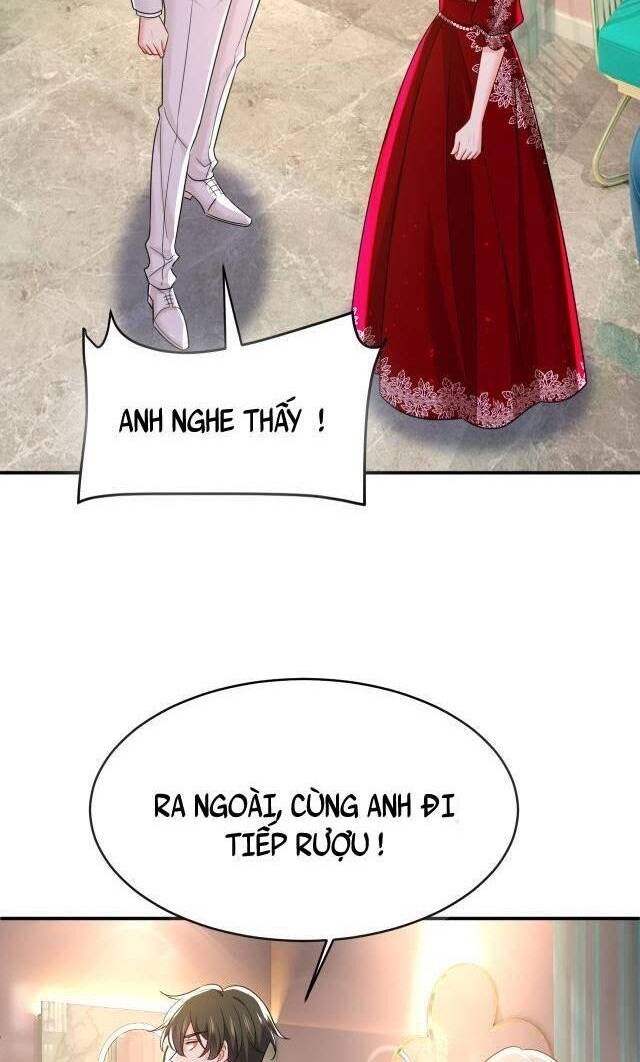 ANH NGHE THẤY !
RA NGOÀI, CÙNG ANH ĐI
TIẾP RƯỢU !